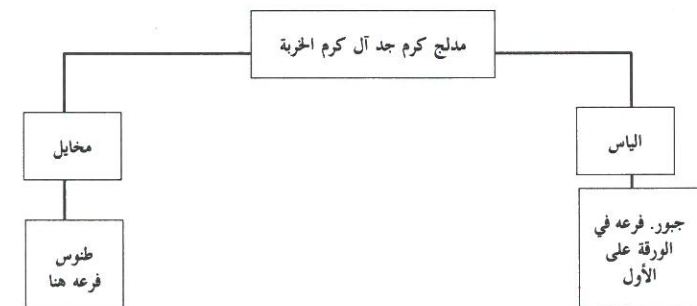 مدلج كرم جد آل كرم الخربة
الياس
مخايل
جبور. فرعه في
الورقة على
الأول
طنوس
فرعه هنا